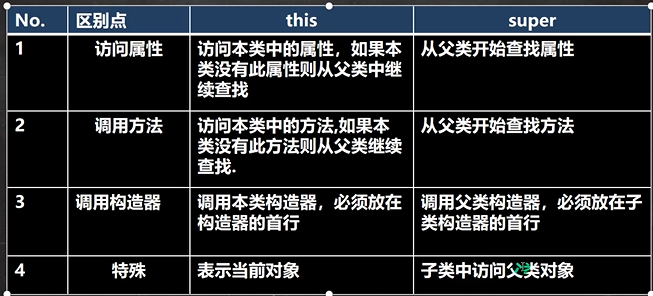 No. 区别点 this super
1 访问属性 访问本类中的属性，如果本 从父类开始查找属性
类没有此属性则从父类中继
续查找
2 调用方法 访问本类中的方法,如果本 从父类开始查找方法
类没有此方法则从父类继续
查找.
3 调用构造器 调用本类构造器，必须放在 调用父类构造器，必须放在子
构造器的首行 类构造器的首行
4 特殊 表示当前对象 子类中访问父类对象